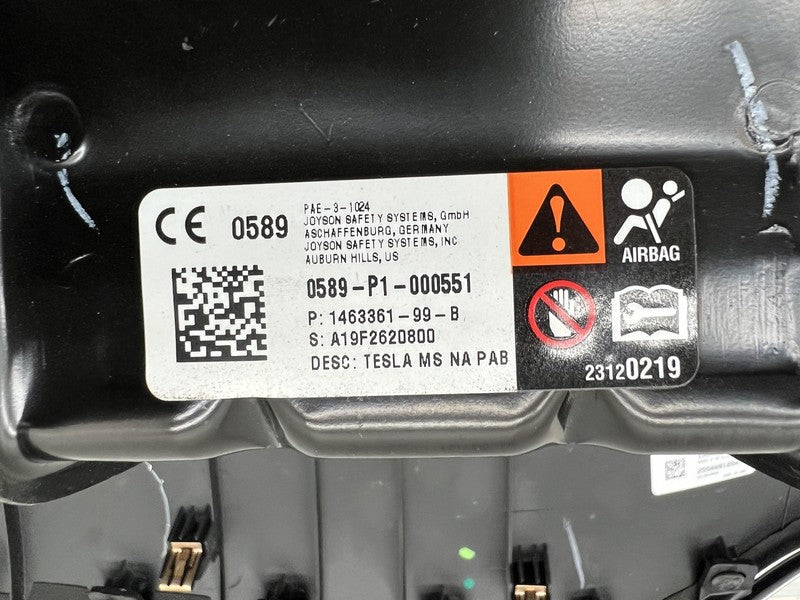 CE 0589
PAE-3-1024
JOYSON SAFETY SYSTEMS, GmbH
ASCHAFFENBURG, GERMANY
JOYSON SAFETY SYSTEMS, INC
AUBURN HILLS, US
0589-P1-000551
P: 1463361-99-B
S: A19F2620800
DESC: TESLA MS NA PAB
AIRBAG
23120219